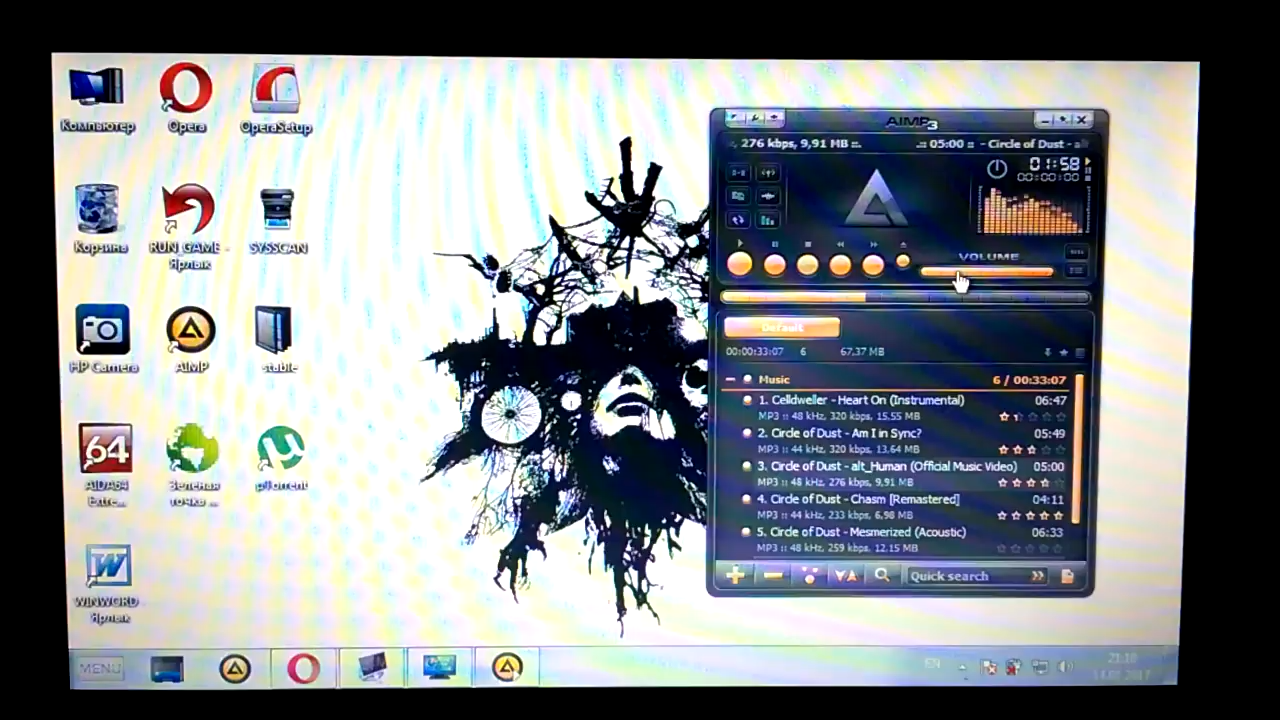 Компьютер
Opera
OperaSetup
Корзина
RUN_GAME - Ярлык
SYSSCAN
HP Camera
AIMP
stable
64
AIDA64 Extre...
Зеленая точка ...
µTorrent
W
WINWORD Ярлык
AIMP3
276 kbps, 9,91 MB ::.
.:: 05:00 ::
- Circle of Dust - alt
01:58
00:00:00
VOLUME
Default
00:00:33:07 6 67,37 MB
Music 6 / 00:33:07
1. Celldweller - Heart On (Instrumental) 06:47
MP3 :: 48 kHz, 320 kbps, 15,55 MB
2. Circle of Dust - Am I in Sync? 05:49
MP3 :: 44 kHz, 320 kbps, 13,64 MB
3. Circle of Dust - alt_Human (Official Music Video) 05:00
MP3 :: 48 kHz, 276 kbps, 9,91 MB
4. Circle of Dust - Chasm [Remastered] 04:11
MP3 :: 44 kHz, 233 kbps, 6,98 MB
5. Circle of Dust - Mesmerized (Acoustic) 06:33
MP3 :: 48 kHz, 259 kbps, 12,15 MB
Quick search
MENU
EN
21:18